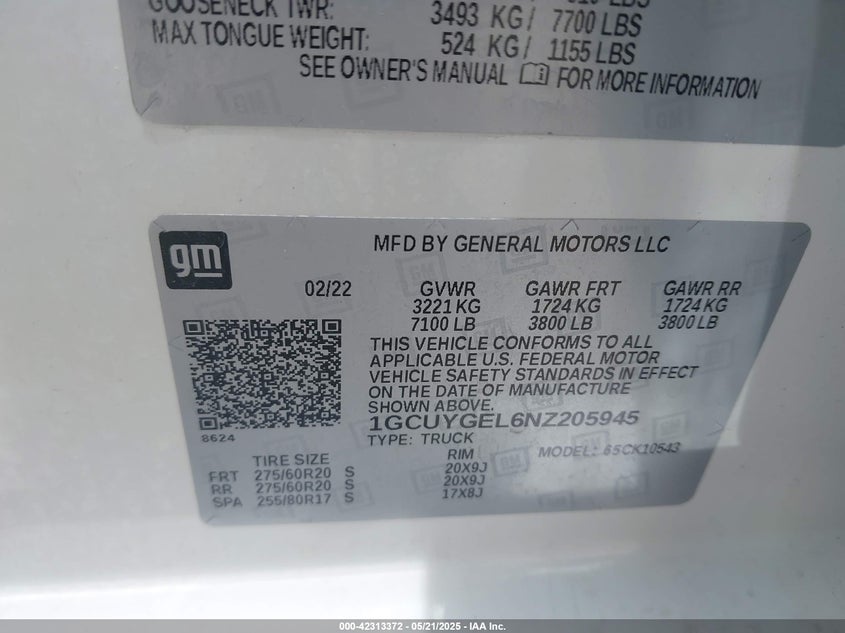 GOOSENECK TWR: 3493 KG/ 7700 LBS
MAX TONGUE WEIGHT: 524 KG/ 1155 LBS
SEE OWNER'S MANUAL FOR MORE INFORMATION
gm
MFD BY GENERAL MOTORS LLC
02/22 GVWR GAWR FRT GAWR RR
3221 KG 1724 KG 1724 KG
7100 LB 3800 LB 3800 LB
THIS VEHICLE CONFORMS TO ALL
APPLICABLE U.S. FEDERAL MOTOR
VEHICLE SAFETY STANDARDS IN EFFECT
ON THE DATE OF MANUFACTURE
SHOWN ABOVE.
1GCUYGEL6NZ205945
8624
TYPE: TRUCK
MODEL: 6SCK10543
TIRE SIZE RIM
FRT 275/60R20 S 20X9J
RR 275/60R20 S 20X9J
SPA 255/80R17 S 17X8J
000-42313372 - 05/21/2025 - IAA Inc.